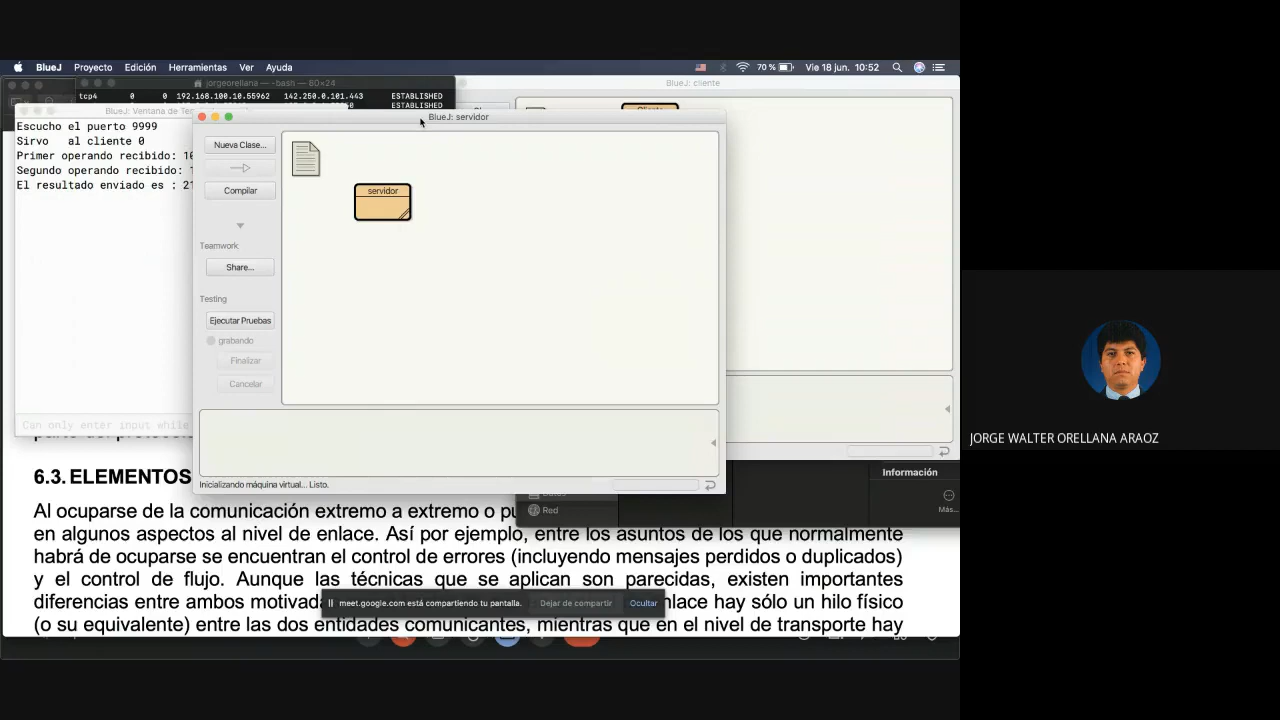 BlueJ Proyecto Edición Herramientas Ver Ayuda 70 % Vie 18 jun. 10:52
jorgeorellana — -bash — 80×24
BlueJ: cliente
tcp4 0 0 192.168.100.10.55962 142.250.0.101.443 ESTABLISHED
ESTABLISHED
BlueJ: Ventana de
BlueJ: servidor
Escucho el puerto 9999
Sirvo al cliente 0
Primer operando recibido: 10
Segundo operando recibido:
El resultado enviado es : 21
Nueva Clase...
Compilar
servidor
Teamwork
Share...
Testing
Ejecutar Pruebas
grabando
Finalizar
Cancelar
Can only enter input while
Inicializando máquina virtual... Listo.
Información
Más...
Red
6.3. ELEMENTOS
Al ocuparse de la comunicación extremo a extremo o
en algunos aspectos al nivel de enlace. Así por ejemplo, entre los asuntos de los que normalmente
habrá de ocuparse se encuentran el control de errores (incluyendo mensajes perdidos o duplicados)
y el control de flujo. Aunque las técnicas que se aplican son parecidas, existen importantes
diferencias entre ambos motivada nlace hay sólo un hilo físico
meet.google.com está compartiendo tu pantalla. Dejar de compartir Ocultar
(o su equivalente) entre las dos entidades comunicantes, mientras que en el nivel de transporte hay
JORGE WALTER ORELLANA ARAOZ